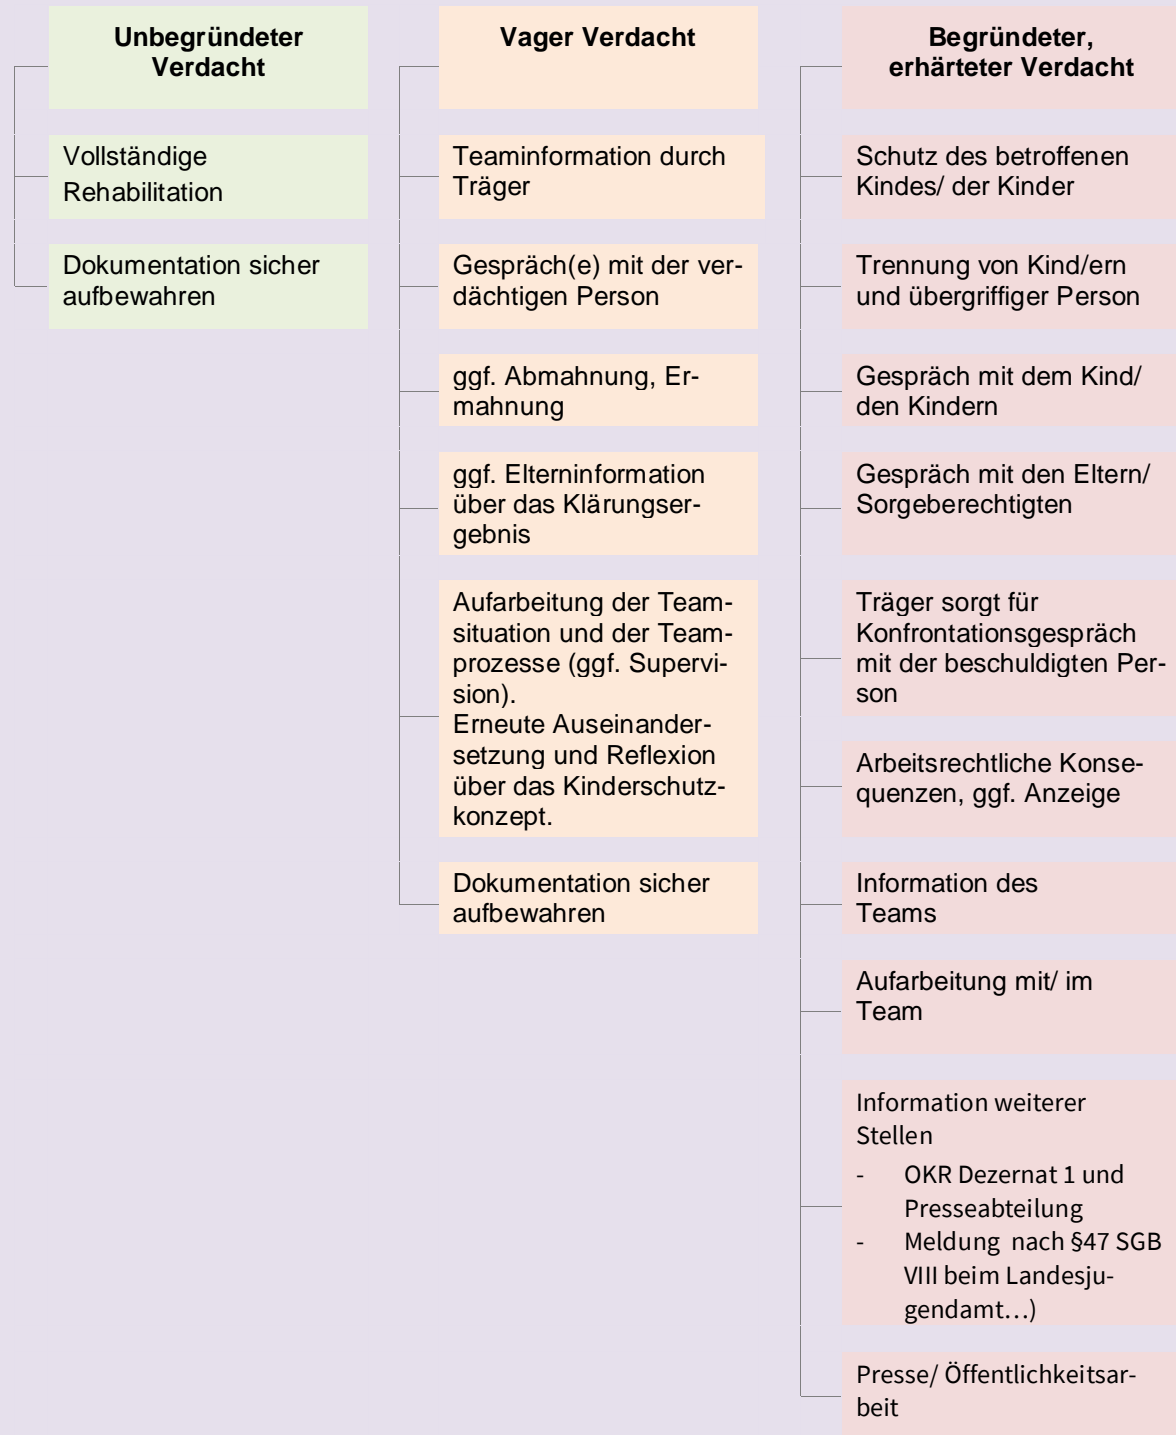 Unbegründeter
Verdacht
Vollständige
Rehabilitation
Dokumentation sicher
aufbewahren
Vager Verdacht
Teaminformation durch
Träger
Gespräch(e) mit der ver-
dächtigen Person
ggf. Abmahnung, Er-
mahnung
ggf. Elterninformation
über das Klärungser-
gebnis
Aufarbeitung der Team-
situation und der Team-
prozesse (ggf. Supervi-
sion).
Erneute Auseinander-
setzung und Reflexion
über das Kinderschutz-
konzept.
Dokumentation sicher
aufbewahren
Begründeter,
erhärteter Verdacht
Schutz des betroffenen
Kindes/ der Kinder
Trennung von Kind/ern
und übergriffiger Person
Gespräch mit dem Kind/
den Kindern
Gespräch mit den Eltern/
Sorgeberechtigten
Träger sorgt für
Konfrontationsgespräch
mit der beschuldigten Per-
son
Arbeitsrechtliche Konse-
quenzen, ggf. Anzeige
Information des
Teams
Aufarbeitung mit/ im
Team
Information weiterer
Stellen
- OKR Dezernat 1 und
Presseabteilung
- Meldung  nach §47 SGB
VIII beim Landesju-
gendamt…)
Presse/ Öffentlichkeitsar-
beit